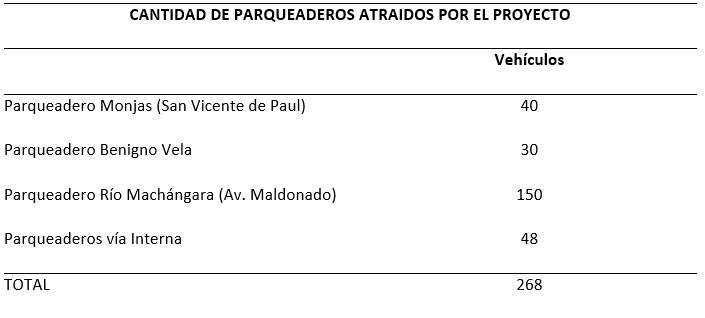 CANTIDAD DE PARQUEADEROS ATRAIDOS POR EL PROYECTO
Vehículos
Parqueadero Monjas (San Vicente de Paul) 40
Parqueadero Benigno Vela 30
Parqueadero Río Machángara (Av. Maldonado) 150
Parqueaderos vía Interna 48
TOTAL 268